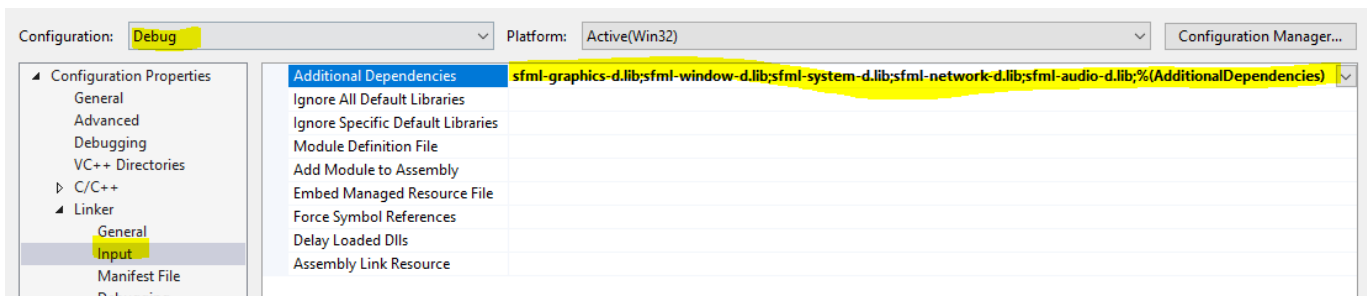 Configuration: Debug Platform: Active(Win32) Configuration Manager...
Configuration Properties
General
Advanced
Debugging
VC++ Directories
C/C++
Linker
General
Input
Manifest File
Additional Dependencies sfml-graphics-d.lib;sfml-window-d.lib;sfml-system-d.lib;sfml-network-d.lib;sfml-audio-d.lib;%(AdditionalDependencies)
Ignore All Default Libraries
Ignore Specific Default Libraries
Module Definition File
Add Module to Assembly
Embed Managed Resource File
Force Symbol References
Delay Loaded Dlls
Assembly Link Resource